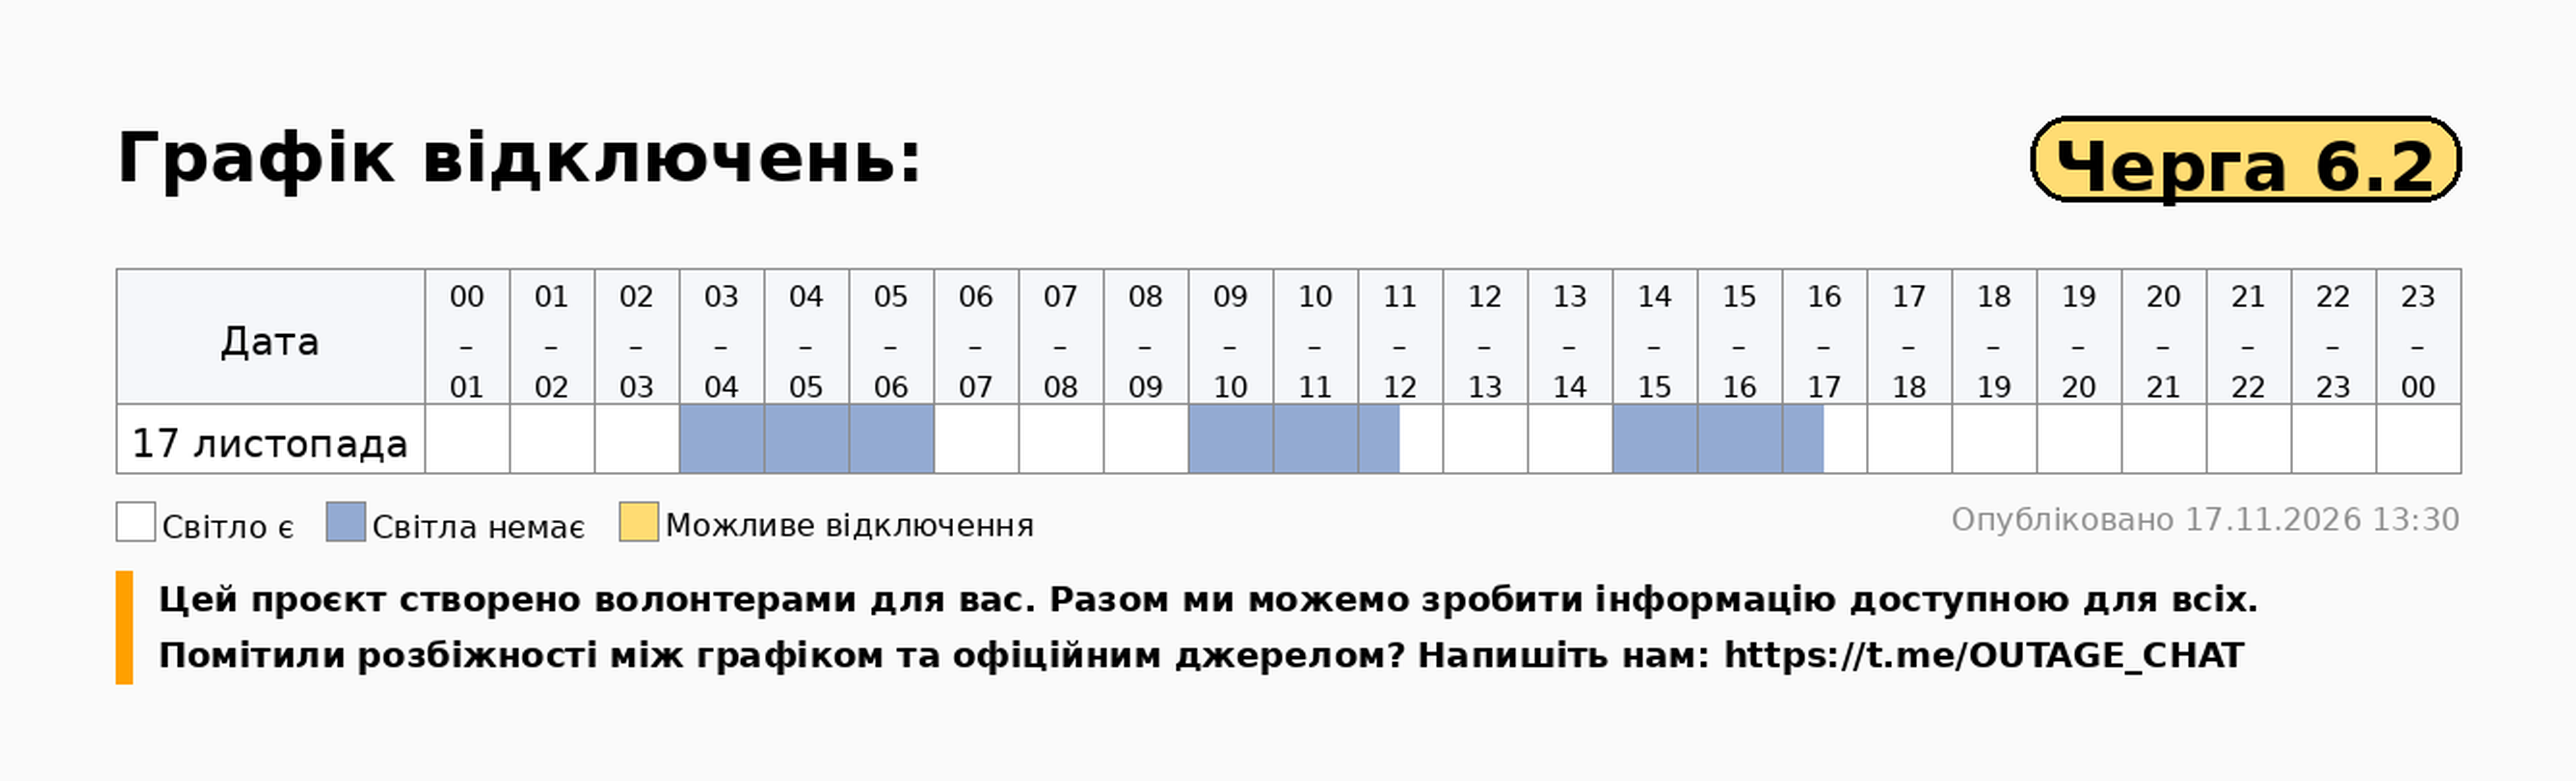 Графік відключень:
Черга 6.2
Дата 00 – 01 01 – 02 02 – 03 03 – 04 04 – 05 05 – 06 06 – 07 07 – 08 08 – 09 09 – 10 10 – 11 11 – 12 12 – 13 13 – 14 14 – 15 15 – 16 16 – 17 17 – 18 18 – 19 19 – 20 20 – 21 21 – 22 22 – 23 23 – 00
17 листопада
Світло є Світла немає Можливе відключення
Опубліковано 17.11.2026 13:30
Цей проєкт створено волонтерами для вас. Разом ми можемо зробити інформацію доступною для всіх.
Помітили розбіжності між графіком та офіційним джерелом? Напишіть нам: https://t.me/OUTAGE_CHAT